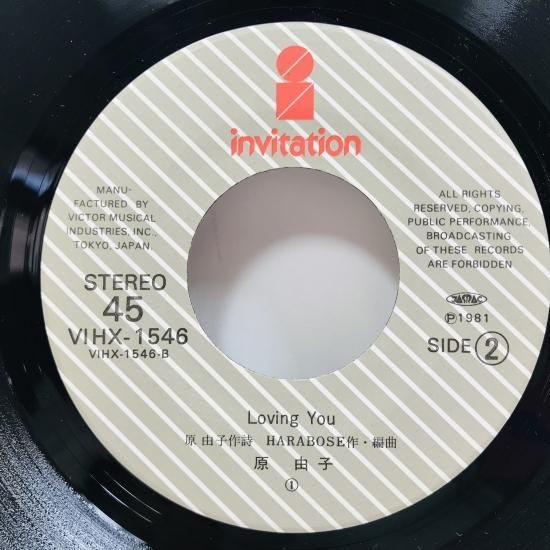 invitation
MANU-
FACTURED BY
VICTOR MUSICAL
INDUSTRIES, INC.,
TOKYO, JAPAN.
ALL RIGHTS
RESERVED, COPYING,
PUBLIC PERFORMANCE,
BROADCASTING
OF THESE RECORDS
ARE FORBIDDEN
STEREO
45
VIHX-1546
VIHX-1546-B
JASRAC
Ⓟ1981
SIDE ②
Loving You
原由子作詩 HARABOSE作・編曲
原 由子
①